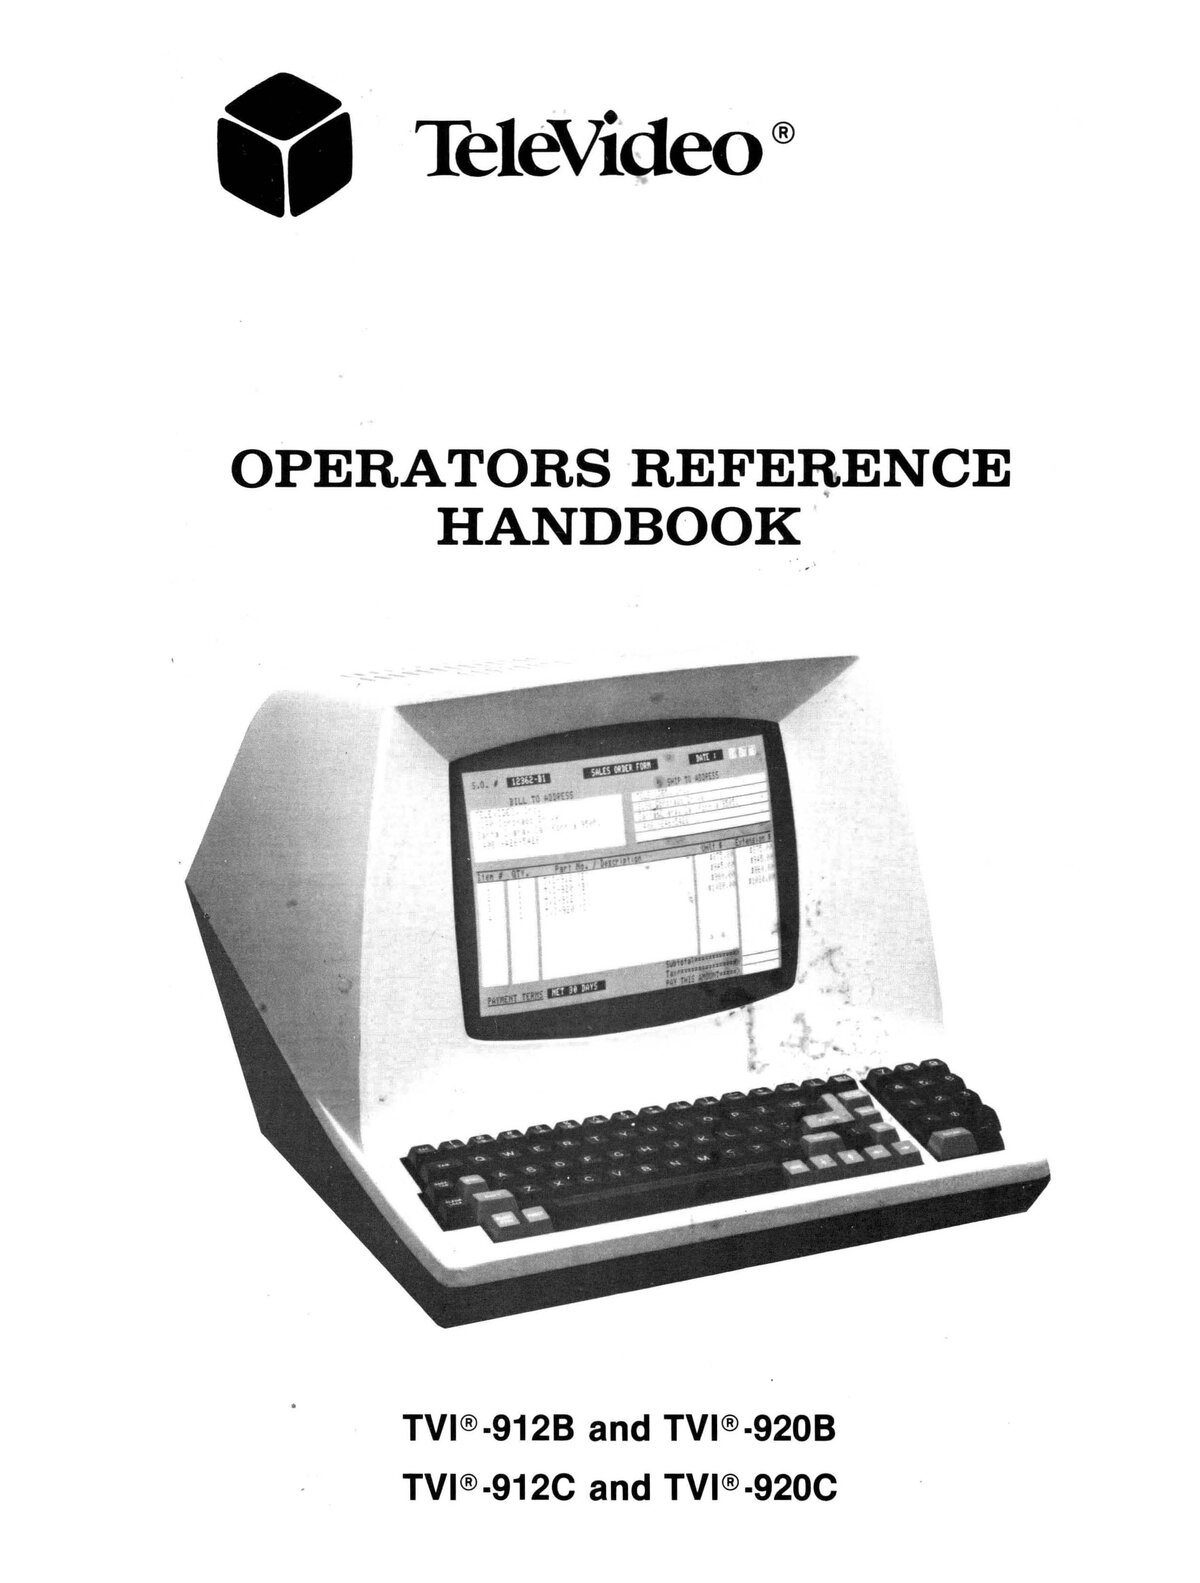 TeleVideo®
OPERATORS REFERENCE
HANDBOOK
S.O. # 12362-B1 SALES ORDER FORM DATE :
BILL TO ADDRESS SHIP TO ADDRESS
Item # QTY. Part No. / Description Unit $ Extension $
Subtotal
Tax
PAYMENT TERMS NET 30 DAYS PAY THIS AMOUNT
Q W E R T Y U I O P
A S D F G H J K L
Z X C V B N M
TVI®-912B and TVI®-920B
TVI®-912C and TVI®-920C